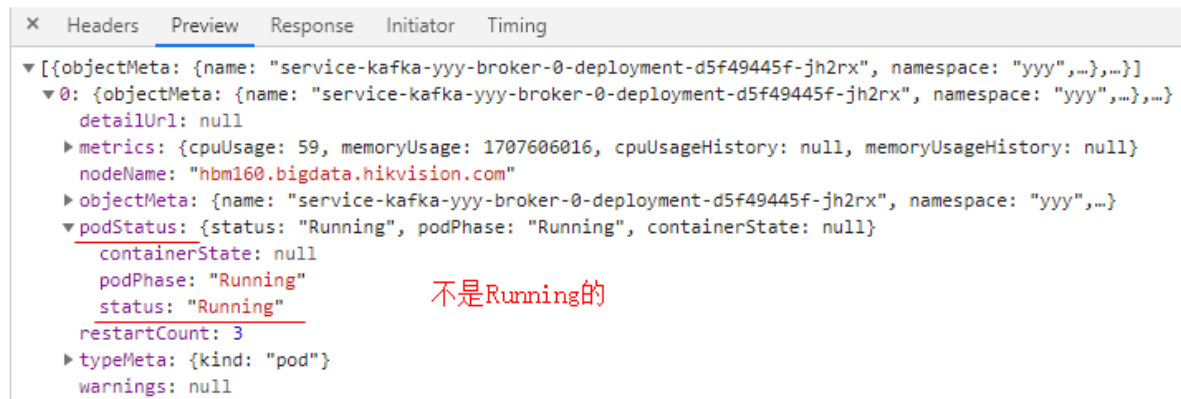 × Headers Preview Response Initiator Timing
▼[{objectMeta: {name: "service-kafka-yyy-broker-0-deployment-d5f49445f-jh2rx", namespace: "yyy",…},…}]
▼0: {objectMeta: {name: "service-kafka-yyy-broker-0-deployment-d5f49445f-jh2rx", namespace: "yyy",…},…}
detailUrl: null
▶metrics: {cpuUsage: 59, memoryUsage: 1707606016, cpuUsageHistory: null, memoryUsageHistory: null}
nodeName: "hbm160.bigdata.hikvision.com"
▶objectMeta: {name: "service-kafka-yyy-broker-0-deployment-d5f49445f-jh2rx", namespace: "yyy",…}
▼podStatus: {status: "Running", podPhase: "Running", containerState: null}
containerState: null
podPhase: "Running"
不是Running的
status: "Running"
restartCount: 3
▶typeMeta: {kind: "pod"}
warnings: null